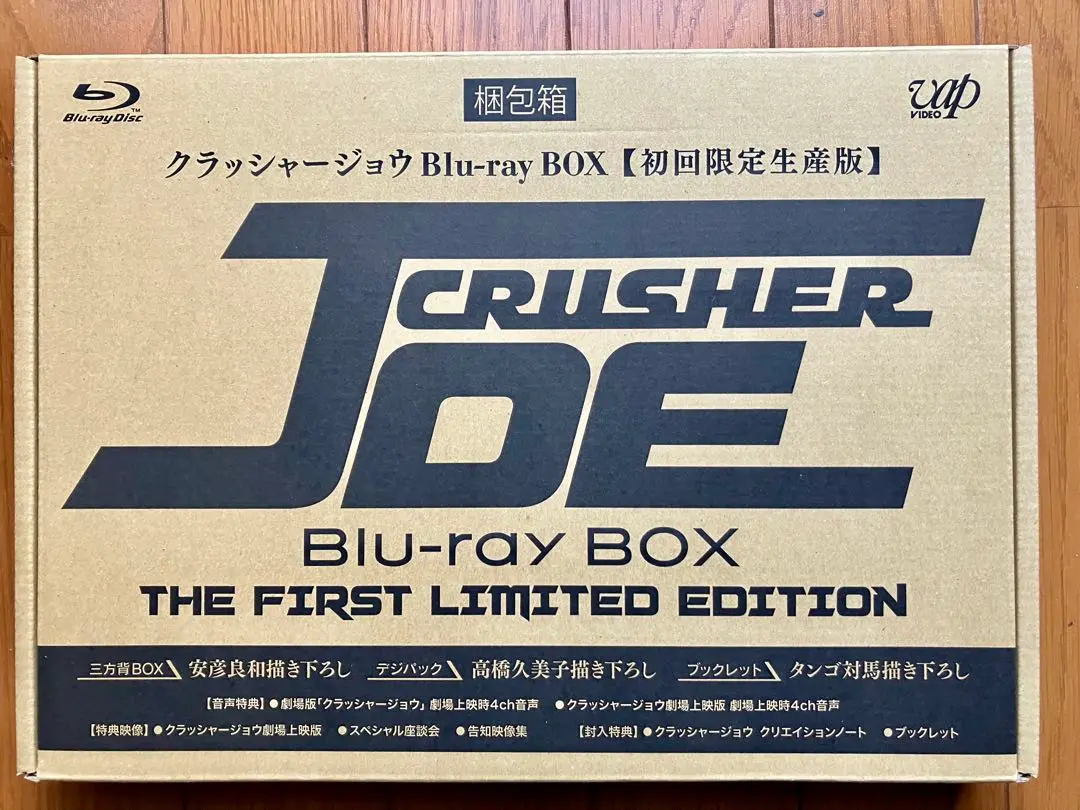 Blu-ray Disc™
梱包箱
vap
VIDEO
クラッシャージョウ Blu-ray BOX【初回限定生産版】
CRUSHER
JOE
Blu-ray BOX
THE FIRST LIMITED EDITION
三方背BOX 安彦良和描き下ろし デジパック 高橋久美子描き下ろし ブックレット タンゴ対馬描き下ろし
【音声特典】●劇場版「クラッシャージョウ」劇場上映時4ch音声 ●クラッシャージョウ劇場上映版 劇場上映時4ch音声
【特典映像】●クラッシャージョウ劇場上映版 ●スペシャル座談会 ●告知映像集 【封入特典】●クラッシャージョウ クリエイションノート ●ブックレット